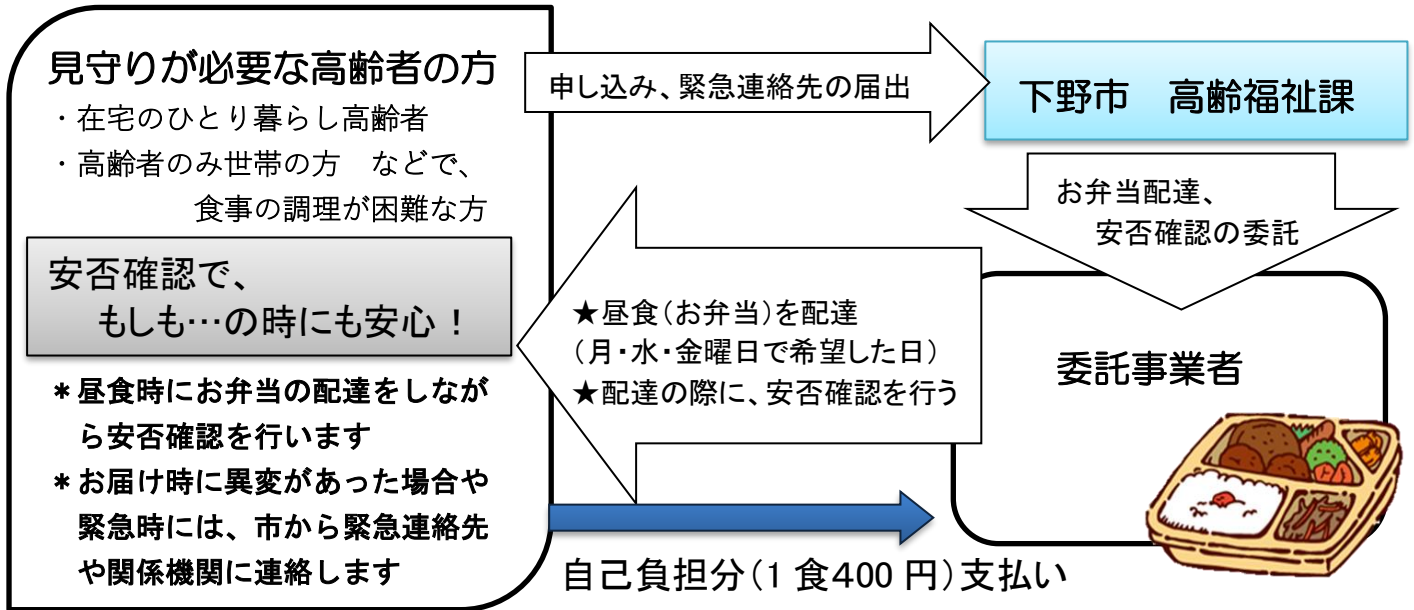 見守りが必要な高齢者の方
・在宅のひとり暮らし高齢者
・高齢者のみ世帯の方　などで、
食事の調理が困難な方
安否確認で、
もしも…の時にも安心！
＊昼食時にお弁当の配達をしなが
ら安否確認を行います
＊お届け時に異変があった場合や
緊急時には、市から緊急連絡先
や関係機関に連絡します
申し込み、緊急連絡先の届出
下野市　高齢福祉課
お弁当配達、
安否確認の委託
★昼食（お弁当）を配達
（月・水・金曜日で希望した日）
★配達の際に、安否確認を行う
委託事業者
自己負担分（1 食４００ 円）支払い